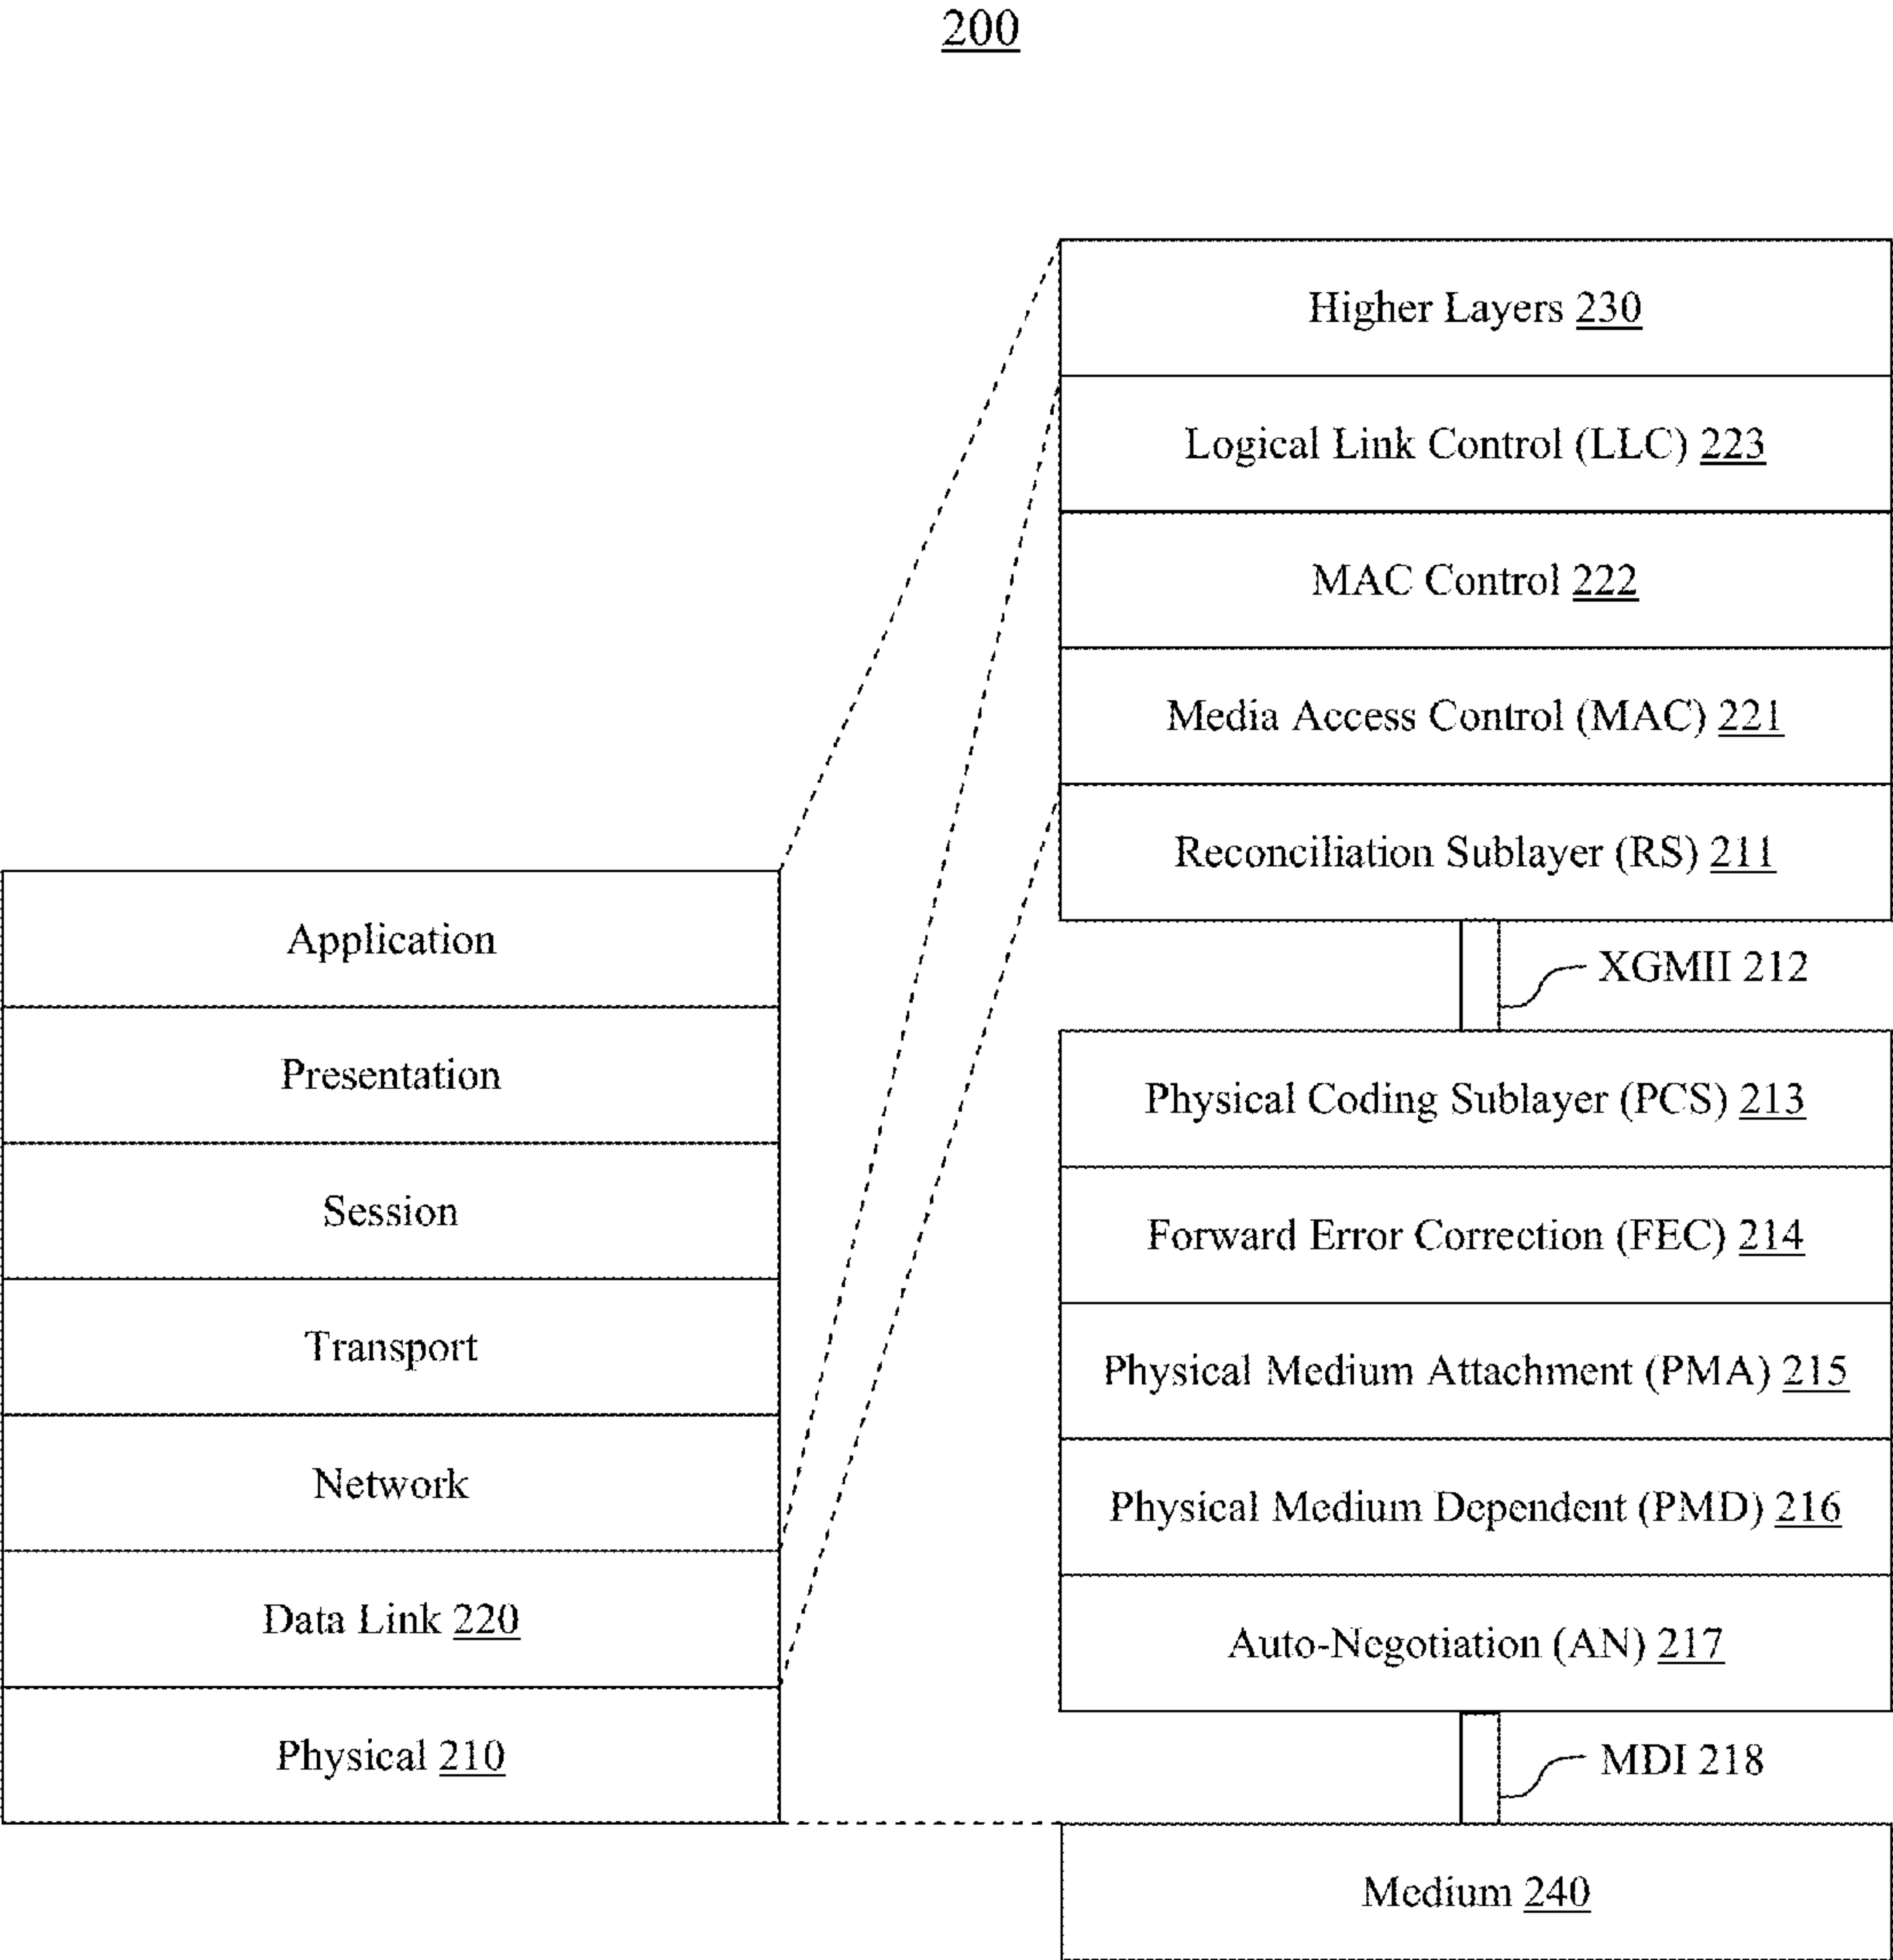 200
Higher Layers 230
Logical Link Control (LLC) 223
MAC Control 222
Media Access Control (MAC) 221
Reconciliation Sublayer (RS) 211
XGMII 212
Physical Coding Sublayer (PCS) 213
Forward Error Correction (FEC) 214
Physical Medium Attachment (PMA) 215
Physical Medium Dependent (PMD) 216
Auto-Negotiation (AN) 217
MDI 218
Medium 240
Application
Presentation
Session
Transport
Network
Data Link 220
Physical 210